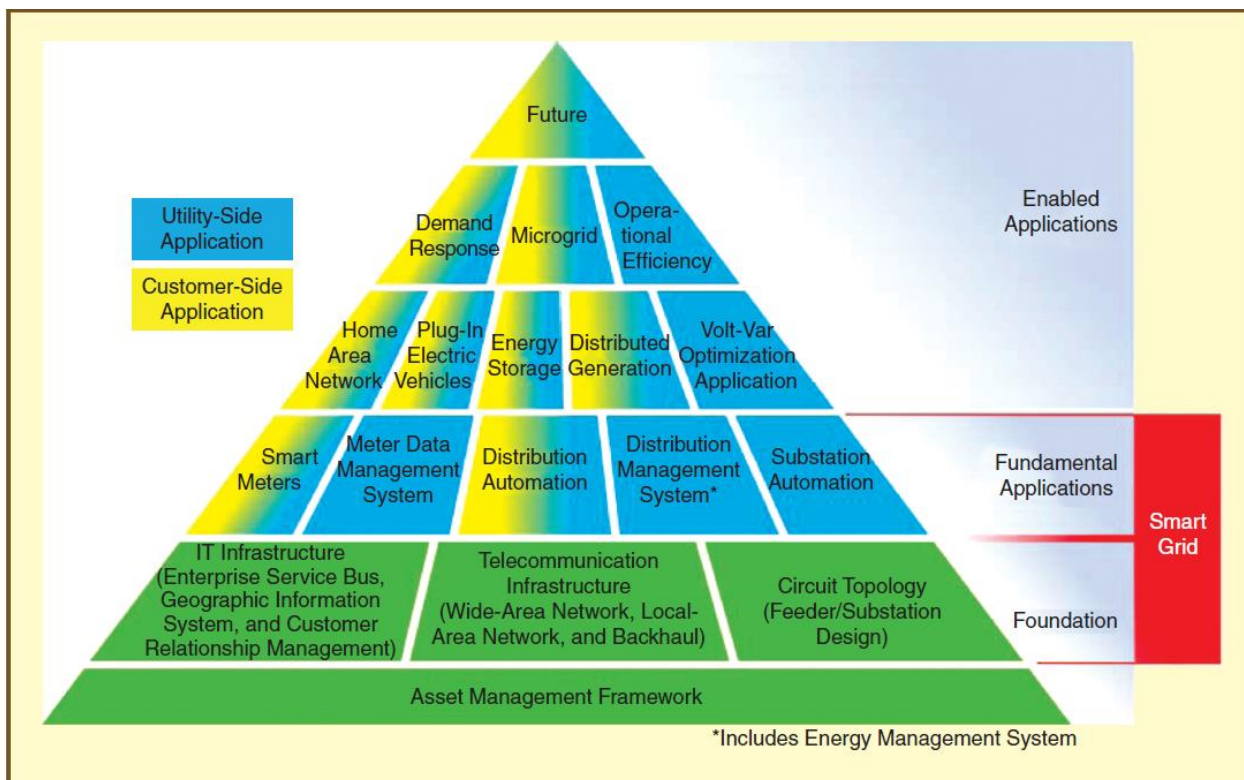 Future
Utility-Side
Application
Customer-Side
Application
Demand
Response
Microgrid
Opera-
tional
Efficiency
Enabled
Applications
Home
Area
Network
Plug-In
Electric
Vehicles
Energy
Storage
Distributed
Generation
Volt-Var
Optimization
Application
Smart
Meters
Meter Data
Management
System
Distribution
Automation
Distribution
Management
System*
Substation
Automation
Fundamental
Applications
Smart
Grid
IT Infrastructure
(Enterprise Service Bus,
Geographic Information
System, and Customer
Relationship Management)
Telecommunication
Infrastructure
(Wide-Area Network, Local-
Area Network, and Backhaul)
Circuit Topology
(Feeder/Substation
Design)
Foundation
Asset Management Framework
*Includes Energy Management System